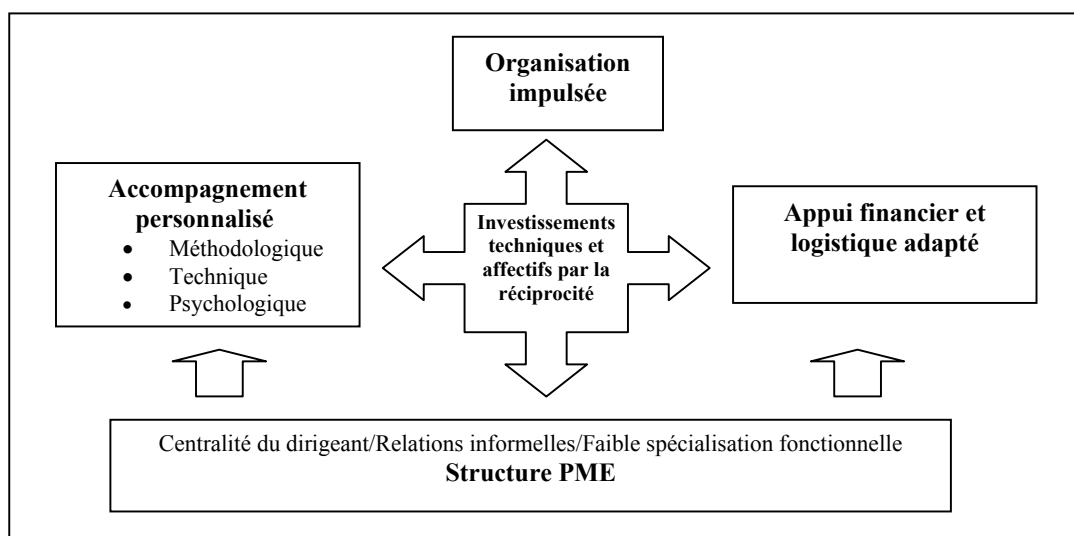 Organisation
impulsée
Accompagnement
personnalisé
• Méthodologique
• Technique
• Psychologique
Investissements
techniques et
affectifs par la
réciprocité
Appui financier et
logistique adapté
Centralité du dirigeant/Relations informelles/Faible spécialisation fonctionnelle
Structure PME